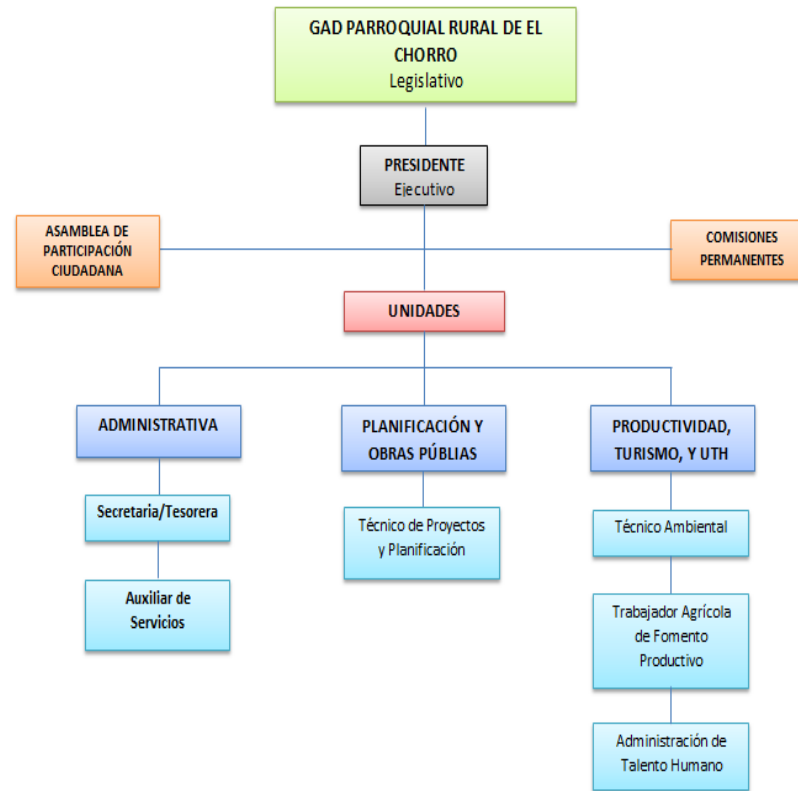 GAD PARROQUIAL RURAL DE EL
CHORRO
Legislativo
PRESIDENTE
Ejecutivo
ASAMBLEA DE
PARTICIPACIÓN
CIUDADANA
COMISIONES
PERMANENTES
UNIDADES
ADMINISTRATIVA
PLANIFICACIÓN Y
OBRAS PÚBLIAS
PRODUCTIVIDAD,
TURISMO, Y UTH
Secretaria/Tesorera
Técnico de Proyectos
y Planificación
Técnico Ambiental
Auxiliar de
Servicios
Trabajador Agrícola
de Fomento
Productivo
Administración de
Talento Humano